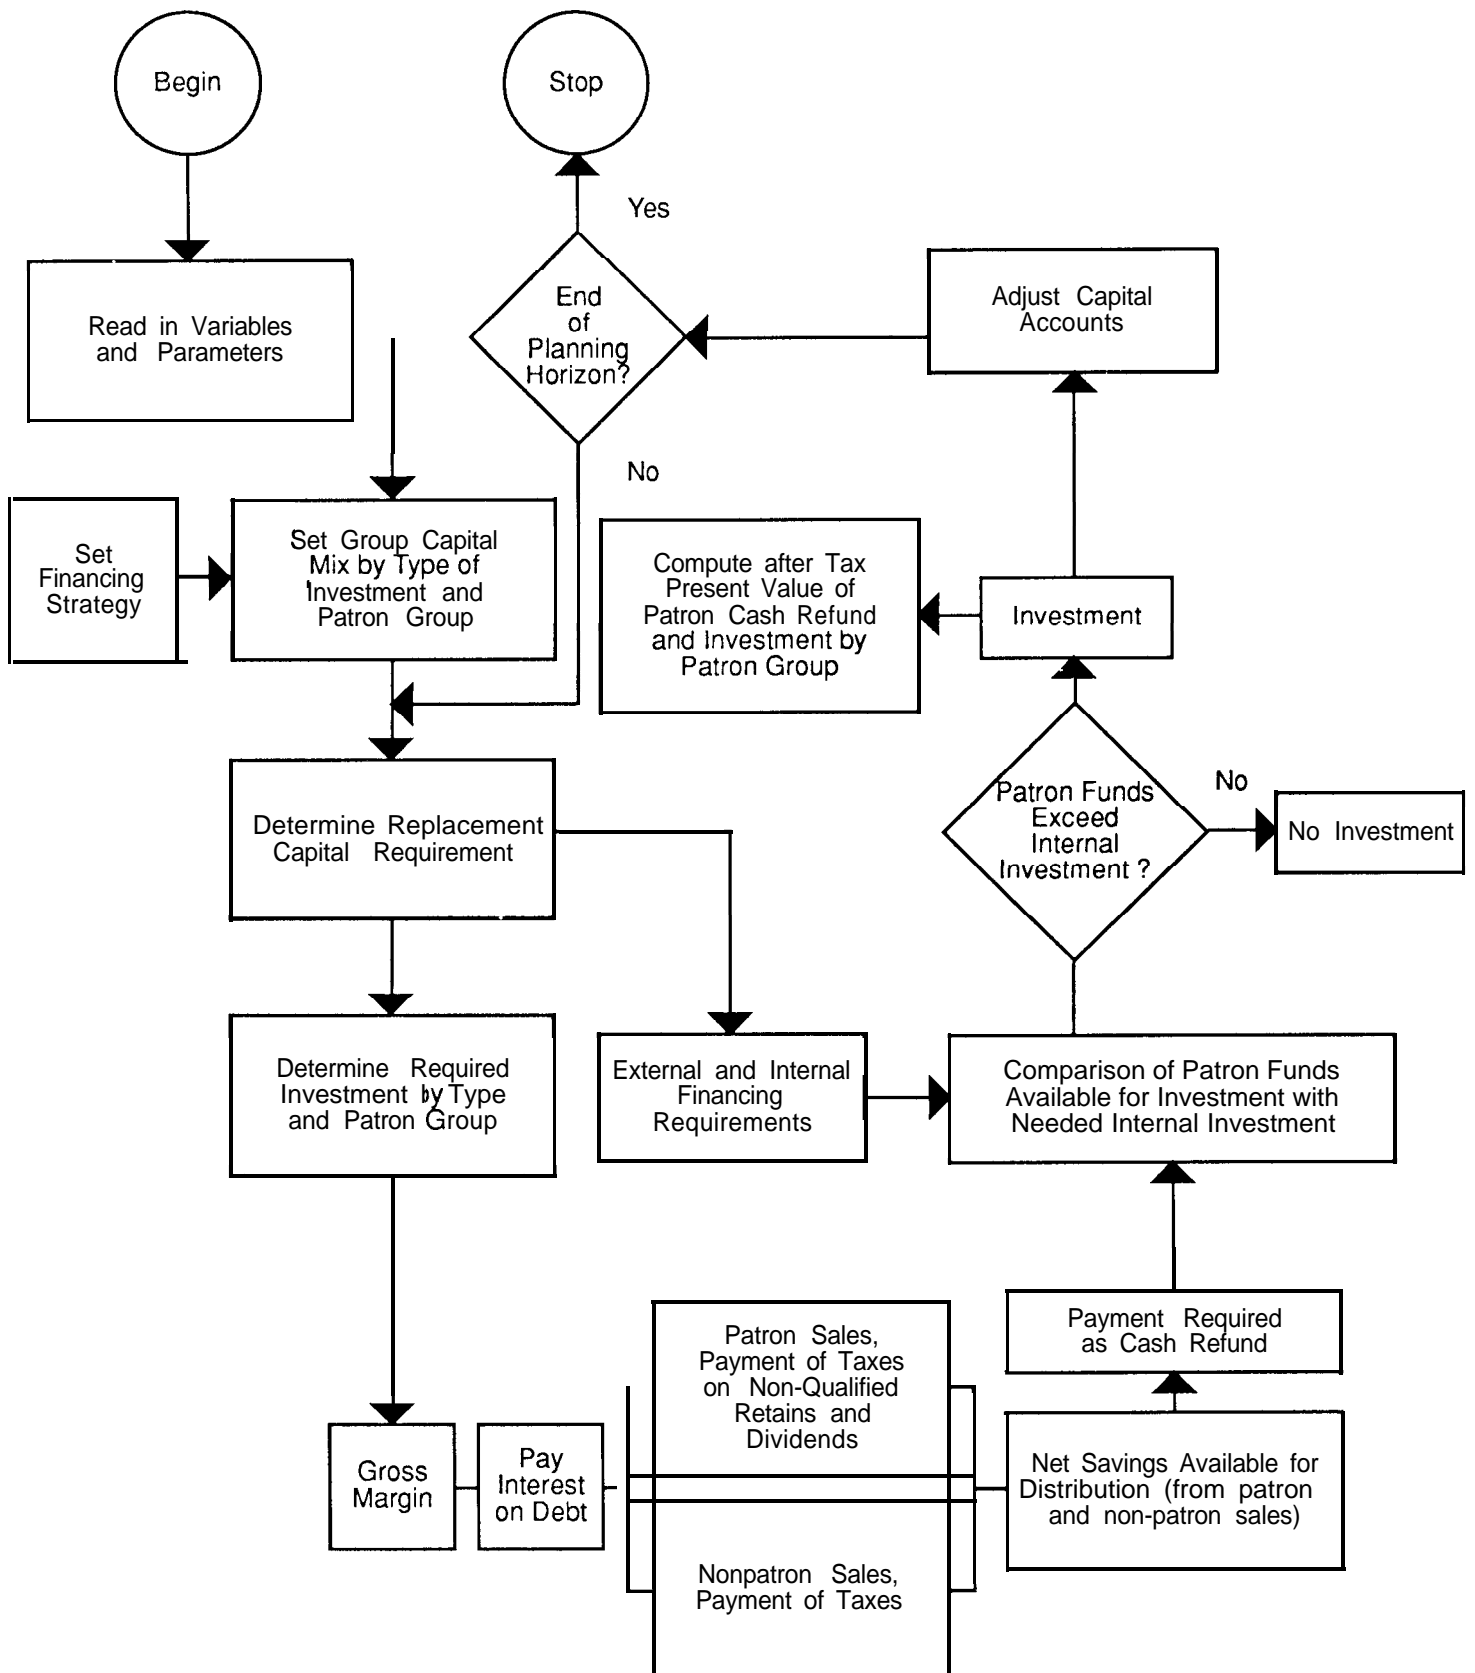 Begin
Stop
Yes
Read in Variables
and Parameters
End
of
Planning
Horizon?
Adjust Capital
Accounts
No
Set
Financing
Strategy
Set Group Capital
Mix by Type of
Investment and
Patron Group
Compute after Tax
Present Value of
Patron Cash Refund
and Investment by
Patron Group
Investment
Determine Replacement
Capital Requirement
Patron Funds
Exceed
Internal
Investment ?
No
No Investment
Determine Required
Investment by Type
and Patron Group
External and Internal
Financing
Requirements
Comparison of Patron Funds
Available for Investment with
Needed Internal Investment
Payment Required
as Cash Refund
Gross
Margin
Pay
Interest
on Debt
Patron Sales,
Payment of Taxes
on Non-Qualified
Retains and
Dividends
Nonpatron Sales,
Payment of Taxes
Net Savings Available for
Distribution (from patron
and non-patron sales)